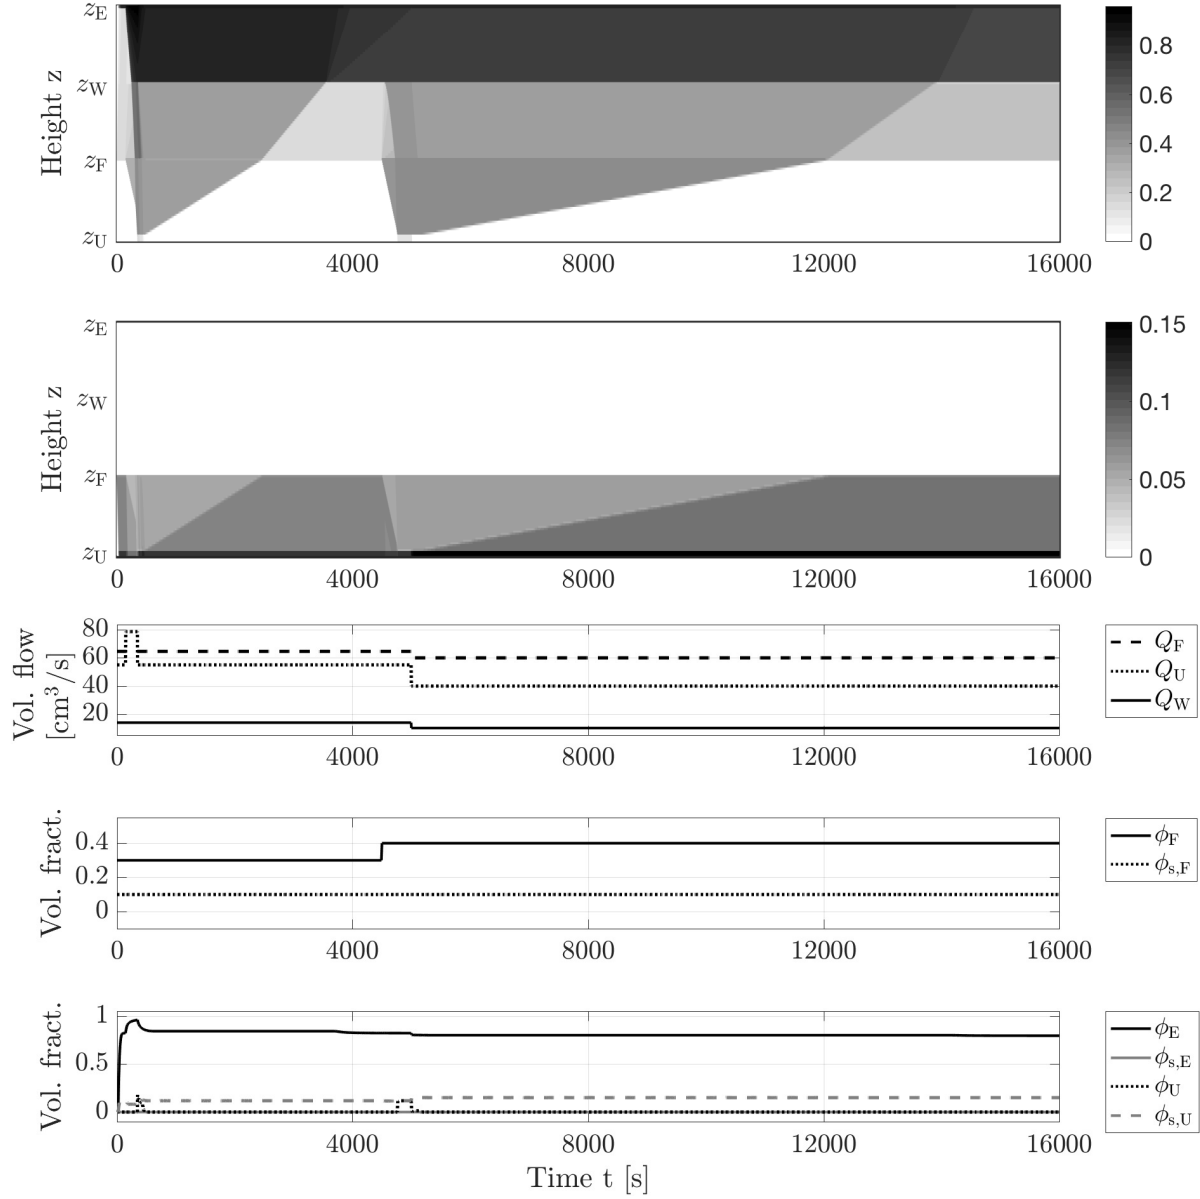 Height z
z_E
z_W
z_F
z_U
0 4000 8000 12000 16000
0.8
0.6
0.4
0.2
0
Height z
z_E
z_W
z_F
z_U
0 4000 8000 12000 16000
0.15
0.1
0.05
0
Vol. flow
[cm³/s]
80
60
40
20
0 4000 8000 12000 16000
Q_F
Q_U
Q_W
Vol. fract.
0.4
0.2
0
0 4000 8000 12000 16000
ϕ_F
ϕ_s,F
Vol. fract.
1
0.5
0
0 4000 8000 12000 16000
ϕ_E
ϕ_s,E
ϕ_U
ϕ_s,U
Time t [s]